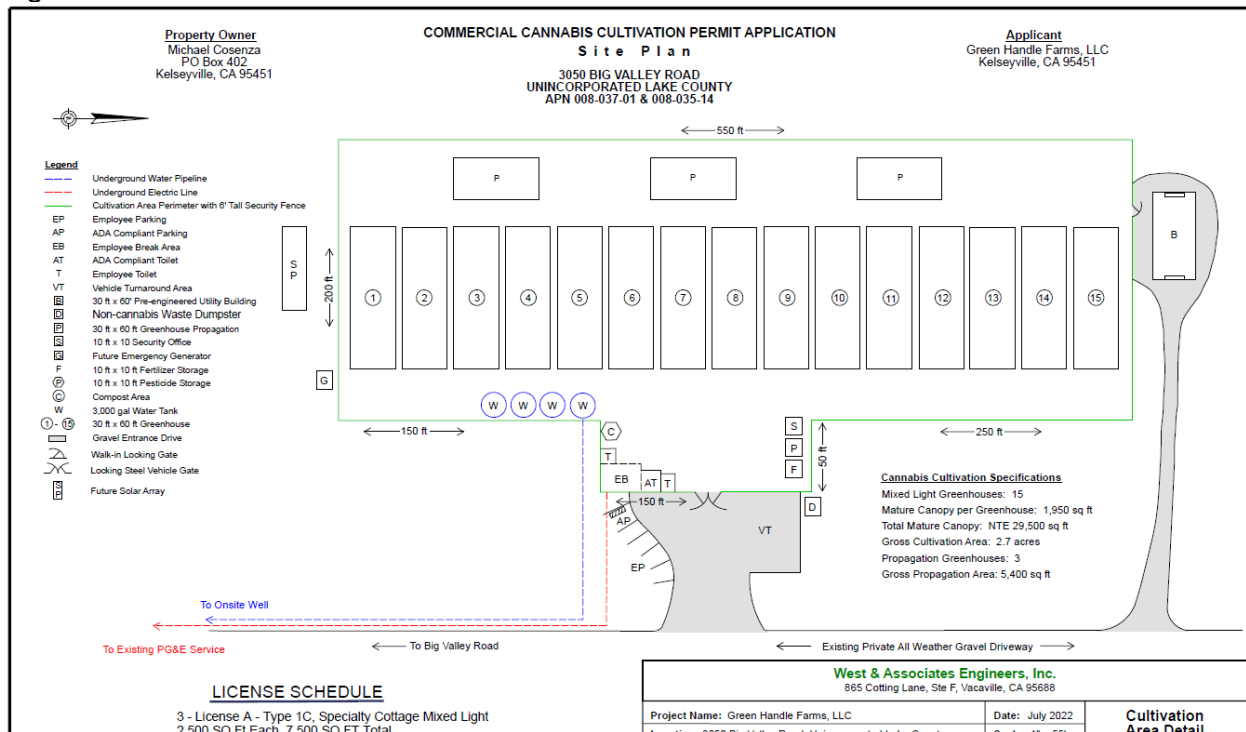 Property Owner
Michael Cosenza
PO Box 402
Kelseyville, CA 95451
COMMERCIAL CANNABIS CULTIVATION PERMIT APPLICATION
Site Plan
3050 BIG VALLEY ROAD
UNINCORPORATED LAKE COUNTY
APN 008-037-01 & 008-035-14
Applicant
Green Handle Farms, LLC
Kelseyville, CA 95451
N
Legend
Underground Water Pipeline
Underground Electric Line
Cultivation Area Perimeter with 6' Tall Security Fence
EP Employee Parking
AP ADA Compliant Parking
EB Employee Break Area
AT ADA Compliant Toilet
T Employee Toilet
VT Vehicle Turnaround Area
B 30 ft x 60' Pre-engineered Utility Building
D Non-cannabis Waste Dumpster
P 30 ft x 60 ft Greenhouse Propagation
S 10 ft x 10 Security Office
G Future Emergency Generator
F 10 ft x 10 ft Fertilizer Storage
P 10 ft x 10 ft Pesticide Storage
C Compost Area
W 3,000 gal Water Tank
1 - 15 30 ft x 60 ft Greenhouse
Gravel Entrance Drive
Walk-in Locking Gate
Locking Steel Vehicle Gate
SP Future Solar Array
550 ft
P P P
B
S
P
200 ft
1 2 3 4 5 6 7 8 9 10 11 12 13 14 15
G
W W W W
150 ft
C
T
EB AT T
150 ft
AP
EP
S
P
F
50 ft
D
VT
250 ft
Cannabis Cultivation Specifications
Mixed Light Greenhouses: 15
Mature Canopy per Greenhouse: 1,950 sq ft
Total Mature Canopy: NTE 29,500 sq ft
Gross Cultivation Area: 2.7 acres
Propagation Greenhouses: 3
Gross Propagation Area: 5,400 sq ft
To Onsite Well
To Existing PG&E Service
To Big Valley Road
Existing Private All Weather Gravel Driveway
LICENSE SCHEDULE
3 - License A - Type 1C, Specialty Cottage Mixed Light
2,500 SQ Ft Each, 7,500 SQ FT Total
West & Associates Engineers, Inc.
865 Cotting Lane, Ste F, Vacaville, CA 95688
Project Name: Green Handle Farms, LLC
Date: July 2022
Cultivation
Area Detail